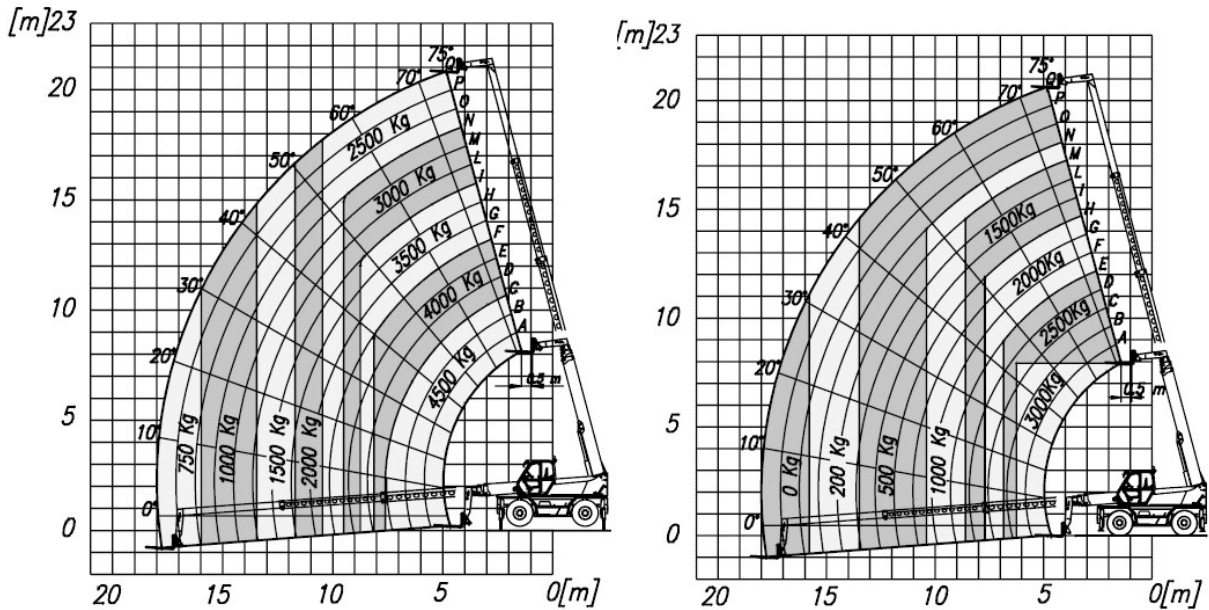 [m]23
20
15
10
5
0
20
15
10
5
0[m]
0°
10°
20°
30°
40°
50°
60°
70°
75°
Q
P
O
N
M
L
I
H
G
F
E
D
C
B
A
2500 Kg
3000 Kg
3500 Kg
4000 Kg
4500 Kg
750 Kg
1000 Kg
1500 Kg
2000 Kg
0.5 m
[m]23
20
15
10
5
0
20
15
10
5
0[m]
0°
10°
20°
30°
40°
50°
60°
70°
75°
Q
P
O
N
M
L
I
H
G
F
E
D
C
B
A
1500Kg
2000Kg
2500Kg
3000Kg
0 Kg
200 Kg
500 Kg
1000 Kg
0.5 m